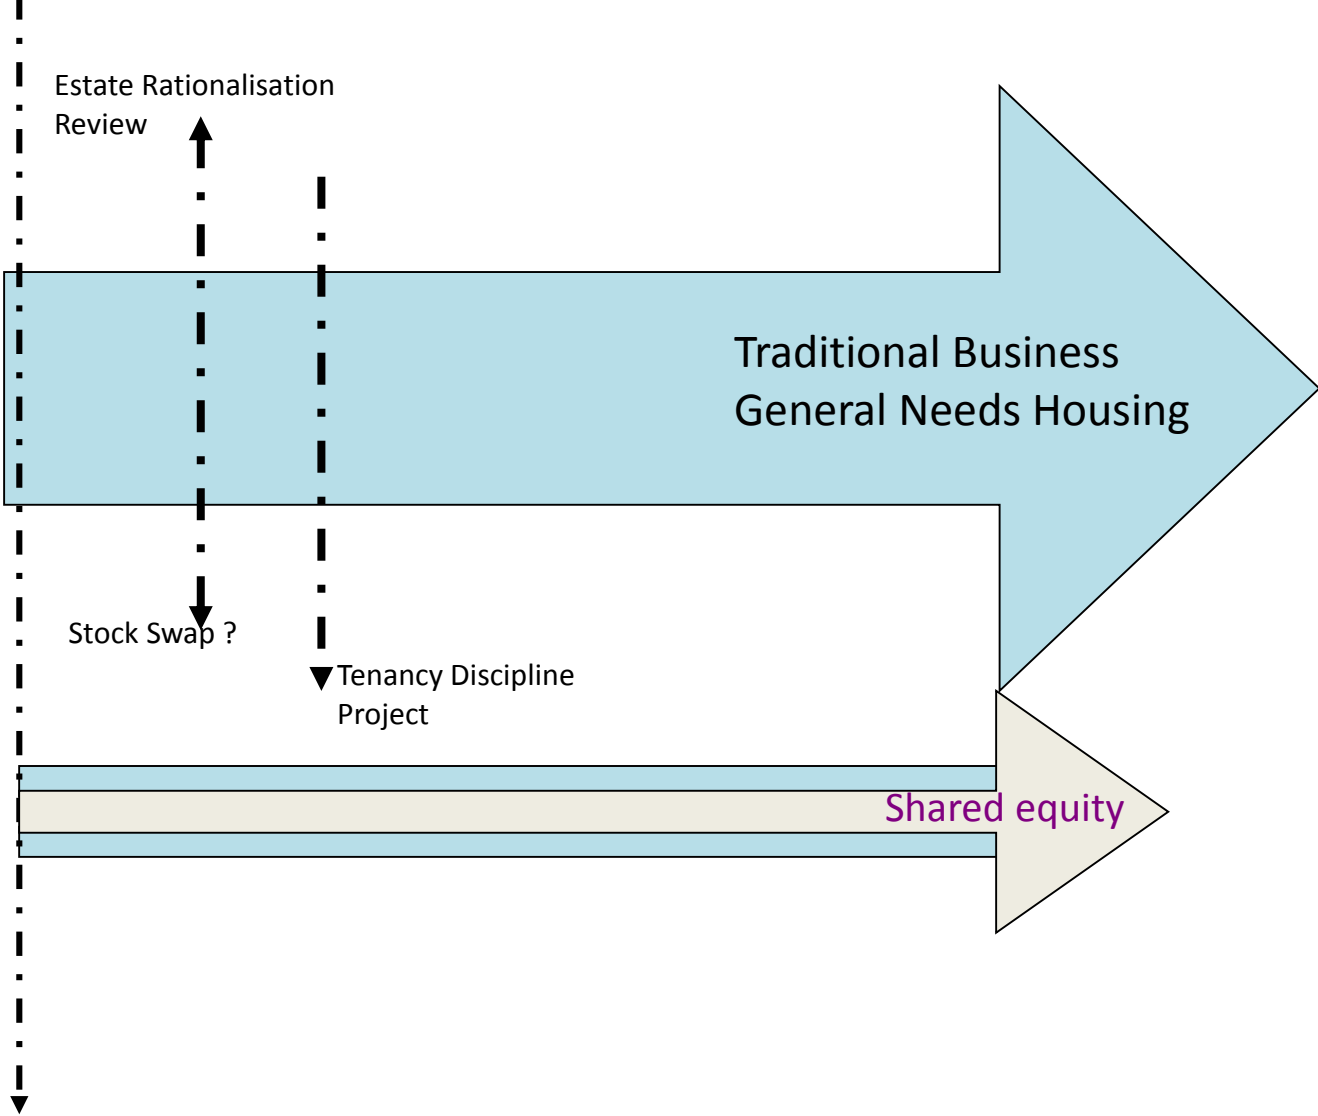 Estate Rationalisation
Review
Traditional Business
General Needs Housing
Stock Swap ?
Tenancy Discipline
Project
Shared equity